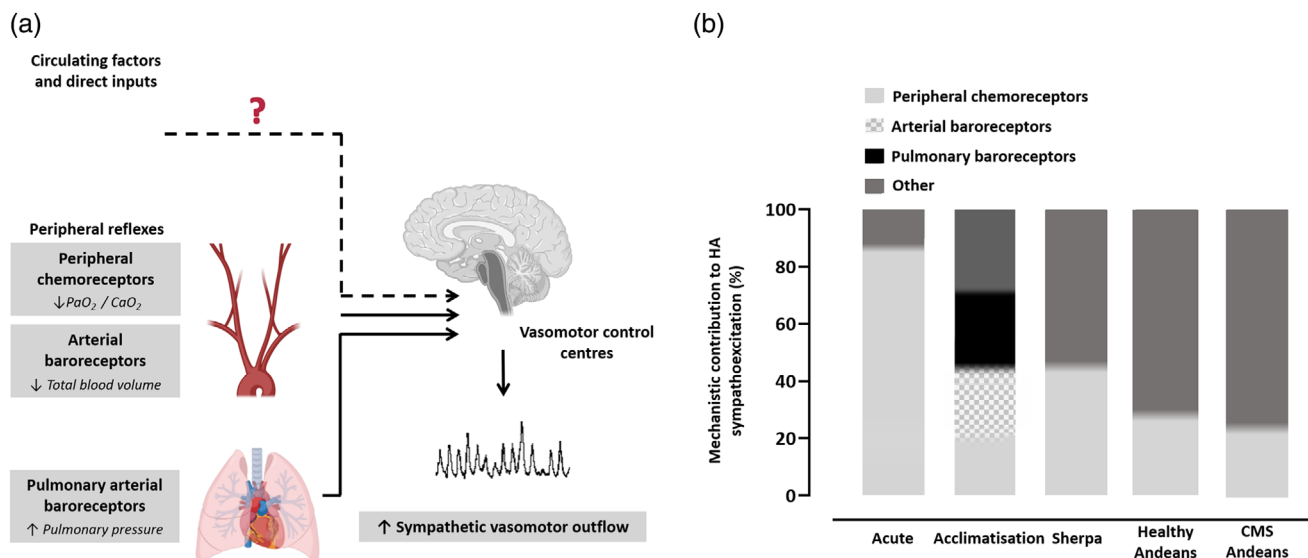 (a)
Circulating factors
and direct inputs
?
Peripheral reflexes
Peripheral
chemoreceptors
↓PaO₂ / CaO₂
Arterial
baroreceptors
↓ Total blood volume
Pulmonary arterial
baroreceptors
↑ Pulmonary pressure
Vasomotor control
centres
↑ Sympathetic vasomotor outflow
(b)
Peripheral chemoreceptors
Arterial baroreceptors
Pulmonary baroreceptors
Other
Mechanistic contribution to HA
sympathoexcitation (%)
100
80
60
40
20
0
Acute
Acclimatisation
Sherpa
Healthy
Andeans
CMS
Andeans